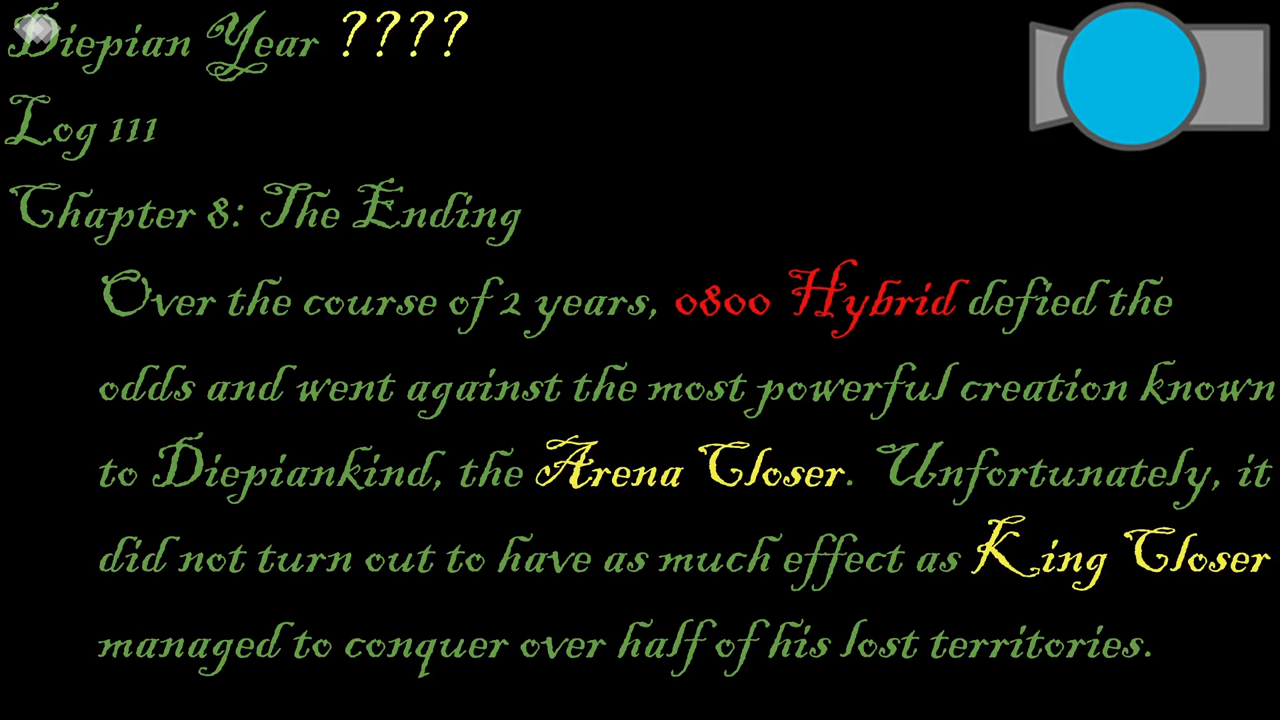 Diepian Year ????
Log 111
Chapter 8: The Ending
Over the course of 2 years, 0800 Hybrid defied the
odds and went against the most powerful creation known
to Diepiankind, the Arena Closer. Unfortunately, it
did not turn out to have as much effect as King Closer
managed to conquer over half of his lost territories.